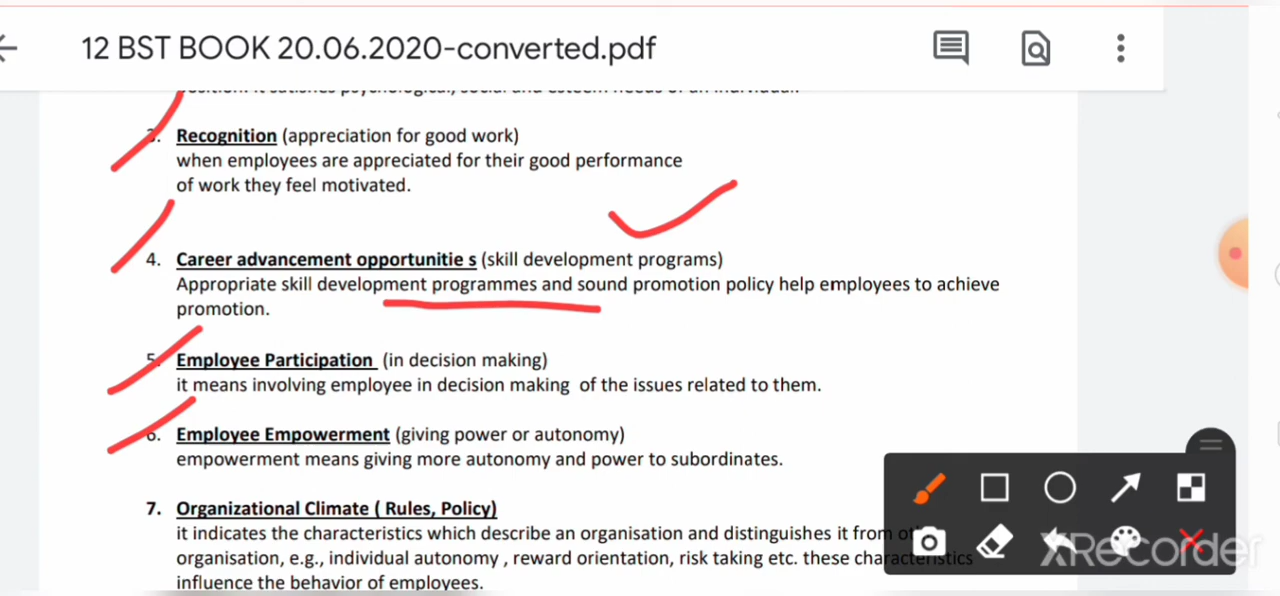 12 BST BOOK 20.06.2020-converted.pdf
3. Recognition (appreciation for good work)
when employees are appreciated for their good performance
of work they feel motivated.
4. Career advancement opportunitie s (skill development programs)
Appropriate skill development programmes and sound promotion policy help employees to achieve
promotion.
5. Employee Participation (in decision making)
it means involving employee in decision making of the issues related to them.
6. Employee Empowerment (giving power or autonomy)
empowerment means giving more autonomy and power to subordinates.
7. Organizational Climate ( Rules, Policy)
it indicates the characteristics which describe an organisation and distinguishes it from
organisation, e.g., individual autonomy , reward orientation, risk taking etc. these characteristics
influence the behavior of employees.
XRecorder